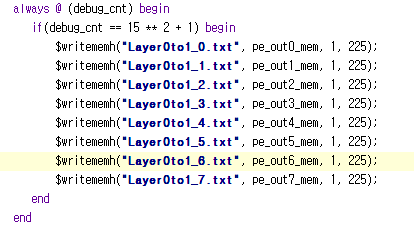 always @ (debug_cnt) begin
if(debug_cnt == 15 ** 2 + 1) begin
$writememh("Layer0to1_0.txt", pe_out0_mem, 1, 225);
$writememh("Layer0to1_1.txt", pe_out1_mem, 1, 225);
$writememh("Layer0to1_2.txt", pe_out2_mem, 1, 225);
$writememh("Layer0to1_3.txt", pe_out3_mem, 1, 225);
$writememh("Layer0to1_4.txt", pe_out4_mem, 1, 225);
$writememh("Layer0to1_5.txt", pe_out5_mem, 1, 225);
$writememh("Layer0to1_6.txt", pe_out6_mem, 1, 225);
$writememh("Layer0to1_7.txt", pe_out7_mem, 1, 225);
end
end